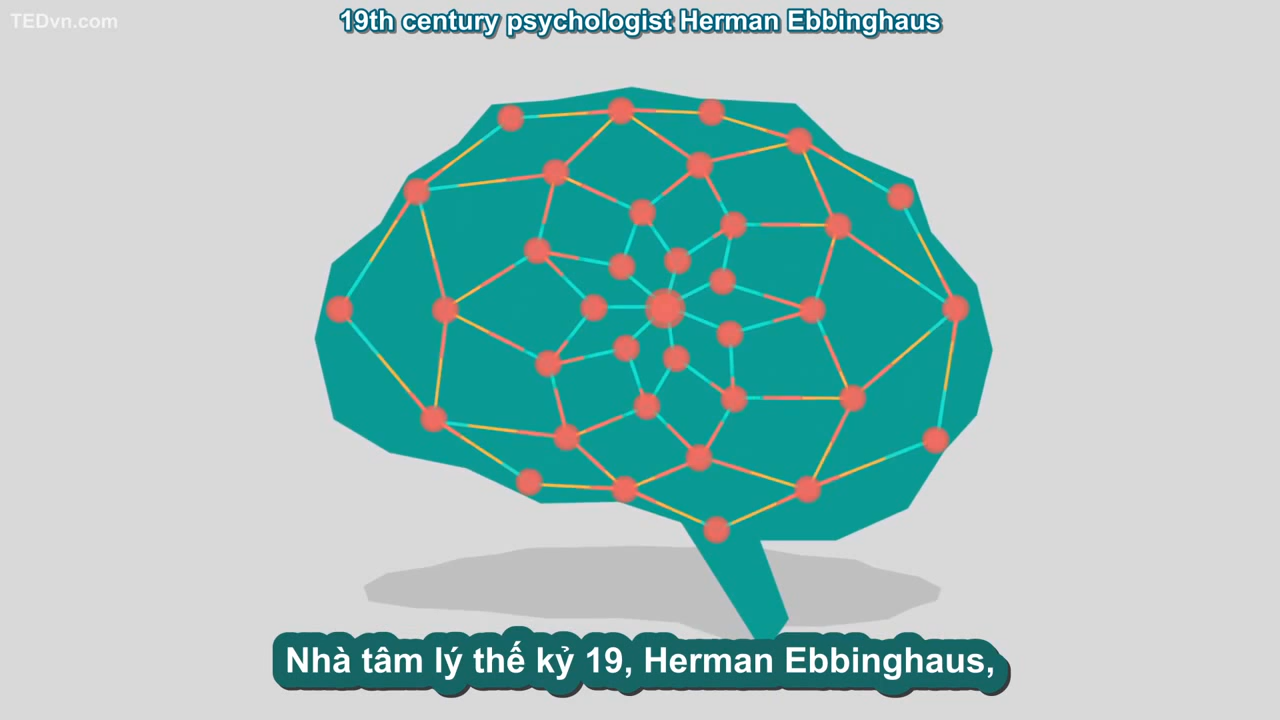 TEDvn.com
19th century psychologist Herman Ebbinghaus
Nhà tâm lý thế kỷ 19, Herman Ebbinghaus,